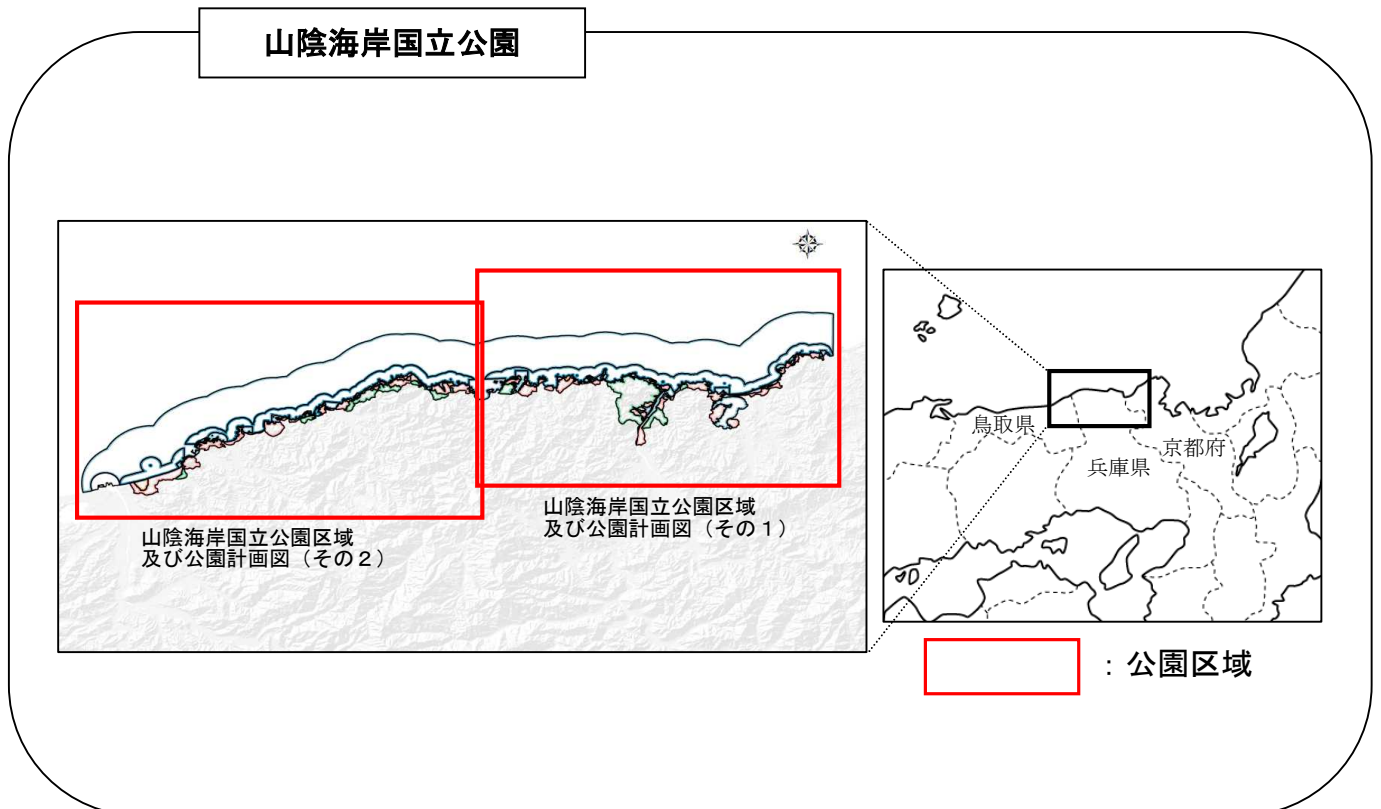 山陰海岸国立公園
山陰海岸国立公園区域
及び公園計画図（その２）
山陰海岸国立公園区域
及び公園計画図（その１）
鳥取県
兵庫県
京都府
：公園区域